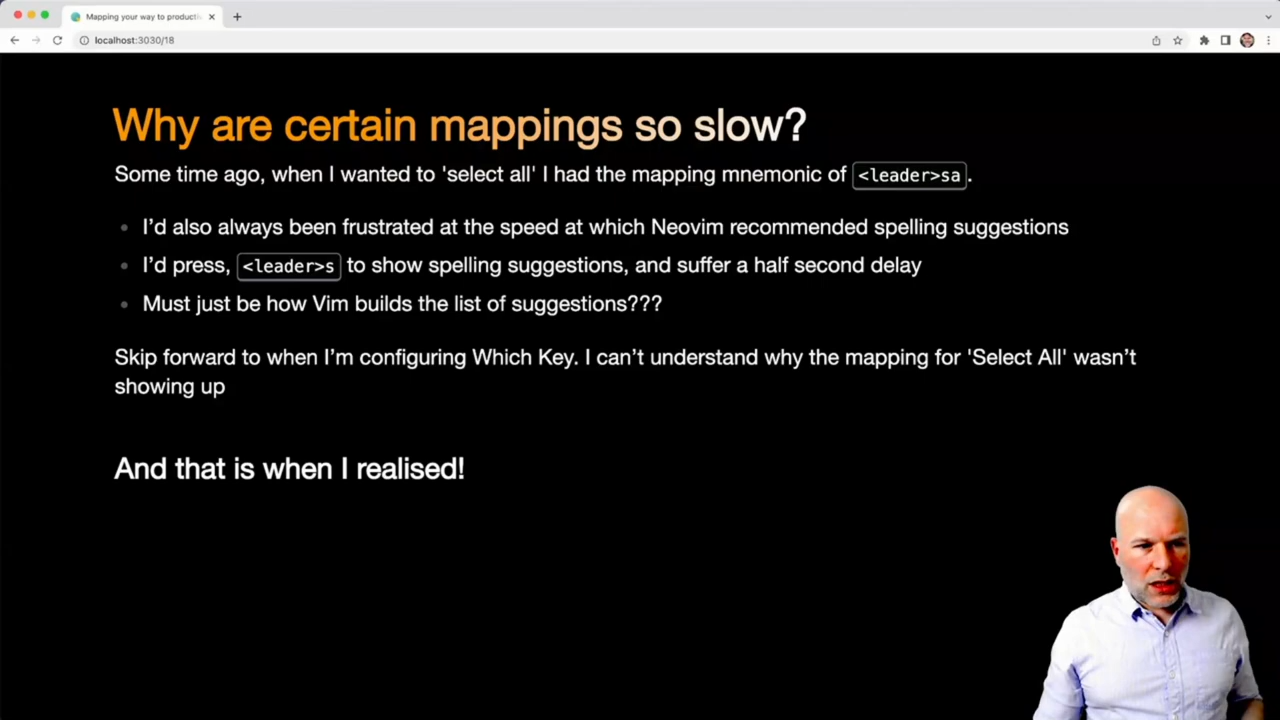 Mapping your way to producti
localhost:3030/18
Why are certain mappings so slow?
Some time ago, when I wanted to 'select all' I had the mapping mnemonic of <leader>sa.
I’d also always been frustrated at the speed at which Neovim recommended spelling suggestions
I’d press, <leader>s to show spelling suggestions, and suffer a half second delay
Must just be how Vim builds the list of suggestions???
Skip forward to when I’m configuring Which Key. I can’t understand why the mapping for 'Select All' wasn’t
showing up
And that is when I realised!